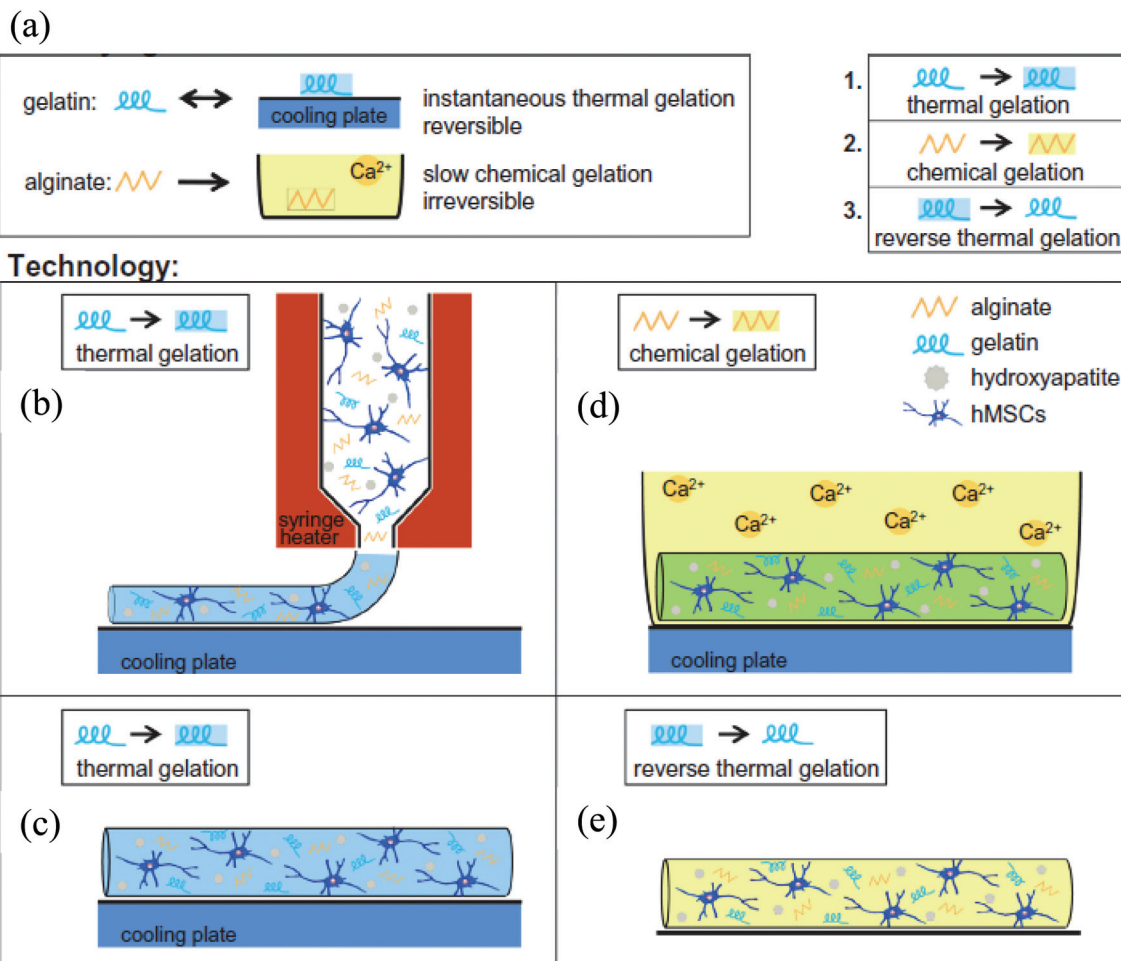 (a)
gelatin:
cooling plate
instantaneous thermal gelation
reversible
alginate:
Ca2+
slow chemical gelation
irreversible
1.
thermal gelation
2.
chemical gelation
3.
reverse thermal gelation
Technology:
thermal gelation
(b)
syringe
heater
cooling plate
chemical gelation
alginate
gelatin
hydroxyapatite
hMSCs
(d)
Ca2+
Ca2+
Ca2+
Ca2+
Ca2+
Ca2+
cooling plate
thermal gelation
(c)
cooling plate
reverse thermal gelation
(e)